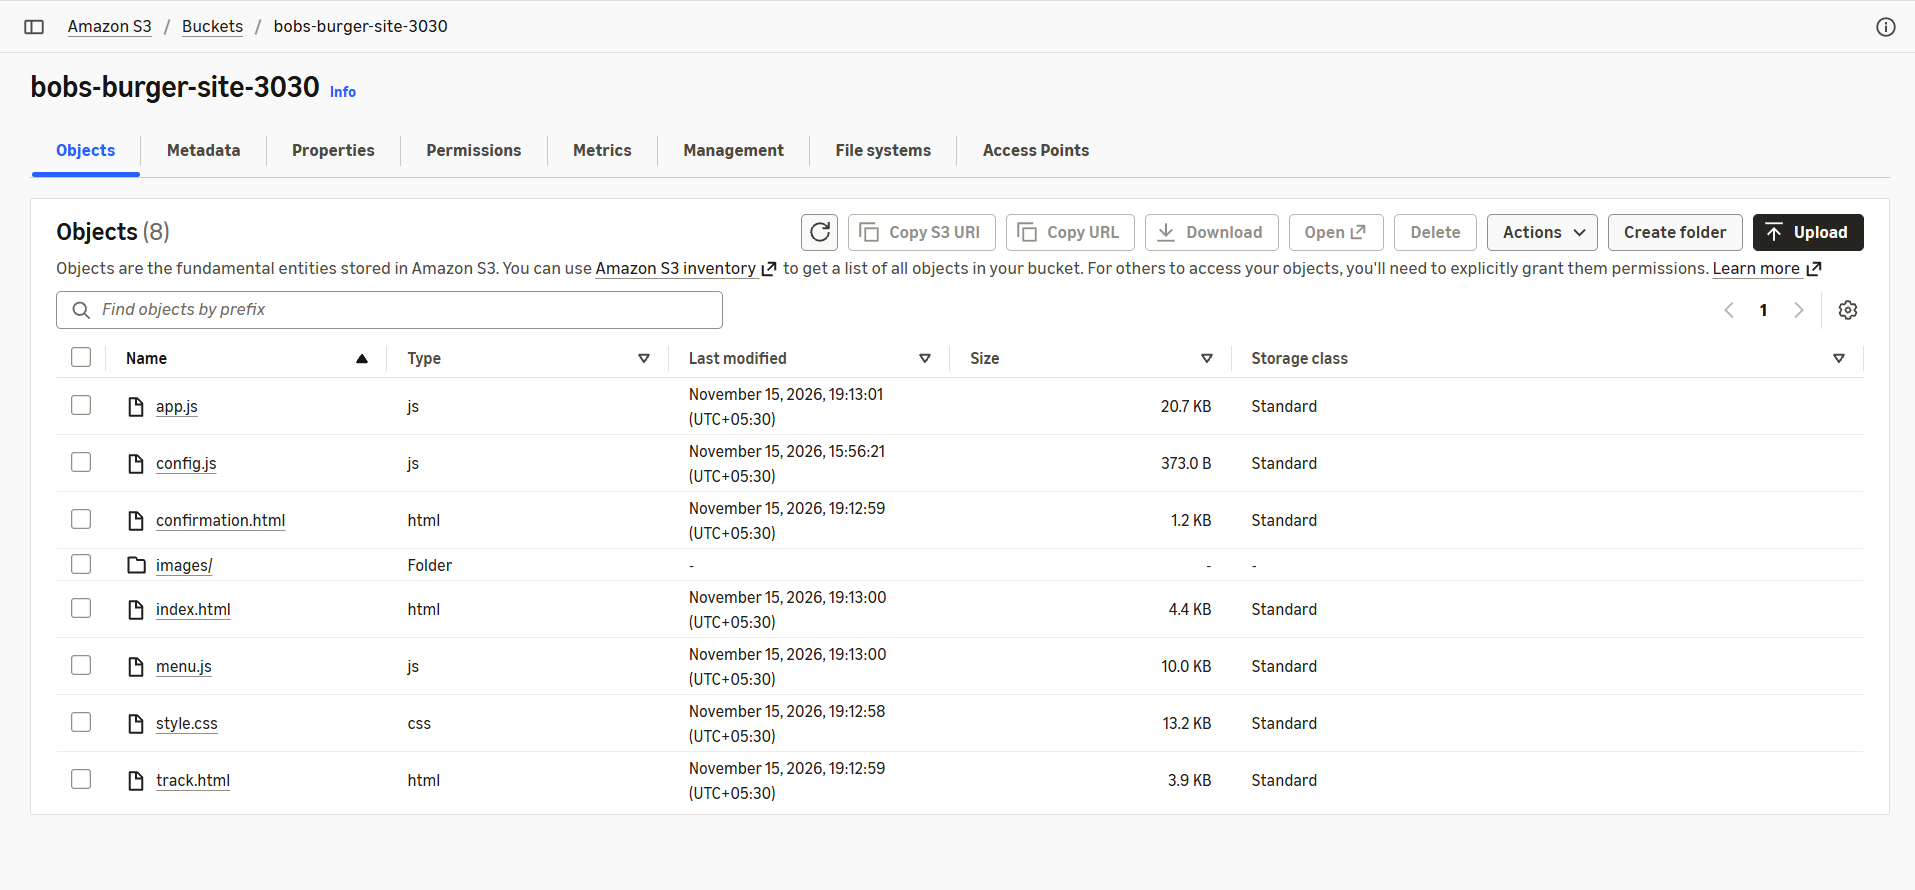 Amazon S3 / Buckets / bobs-burger-site-3030
bobs-burger-site-3030 Info
Objects Metadata Properties Permissions Metrics Management File systems Access Points
Objects (8) Copy S3 URI Copy URL Download Open Delete Actions Create folder Upload
Objects are the fundamental entities stored in Amazon S3. You can use Amazon S3 inventory to get a list of all objects in your bucket. For others to access your objects, you'll need to explicitly grant them permissions. Learn more
Find objects by prefix 1
Name Type Last modified Size Storage class
app.js js November 15, 2026, 19:13:01 (UTC+05:30) 20.7 KB Standard
config.js js November 15, 2026, 15:56:21 (UTC+05:30) 373.0 B Standard
confirmation.html html November 15, 2026, 19:12:59 (UTC+05:30) 1.2 KB Standard
images/ Folder - - -
index.html html November 15, 2026, 19:13:00 (UTC+05:30) 4.4 KB Standard
menu.js js November 15, 2026, 19:13:00 (UTC+05:30) 10.0 KB Standard
style.css css November 15, 2026, 19:12:58 (UTC+05:30) 13.2 KB Standard
track.html html November 15, 2026, 19:12:59 (UTC+05:30) 3.9 KB Standard